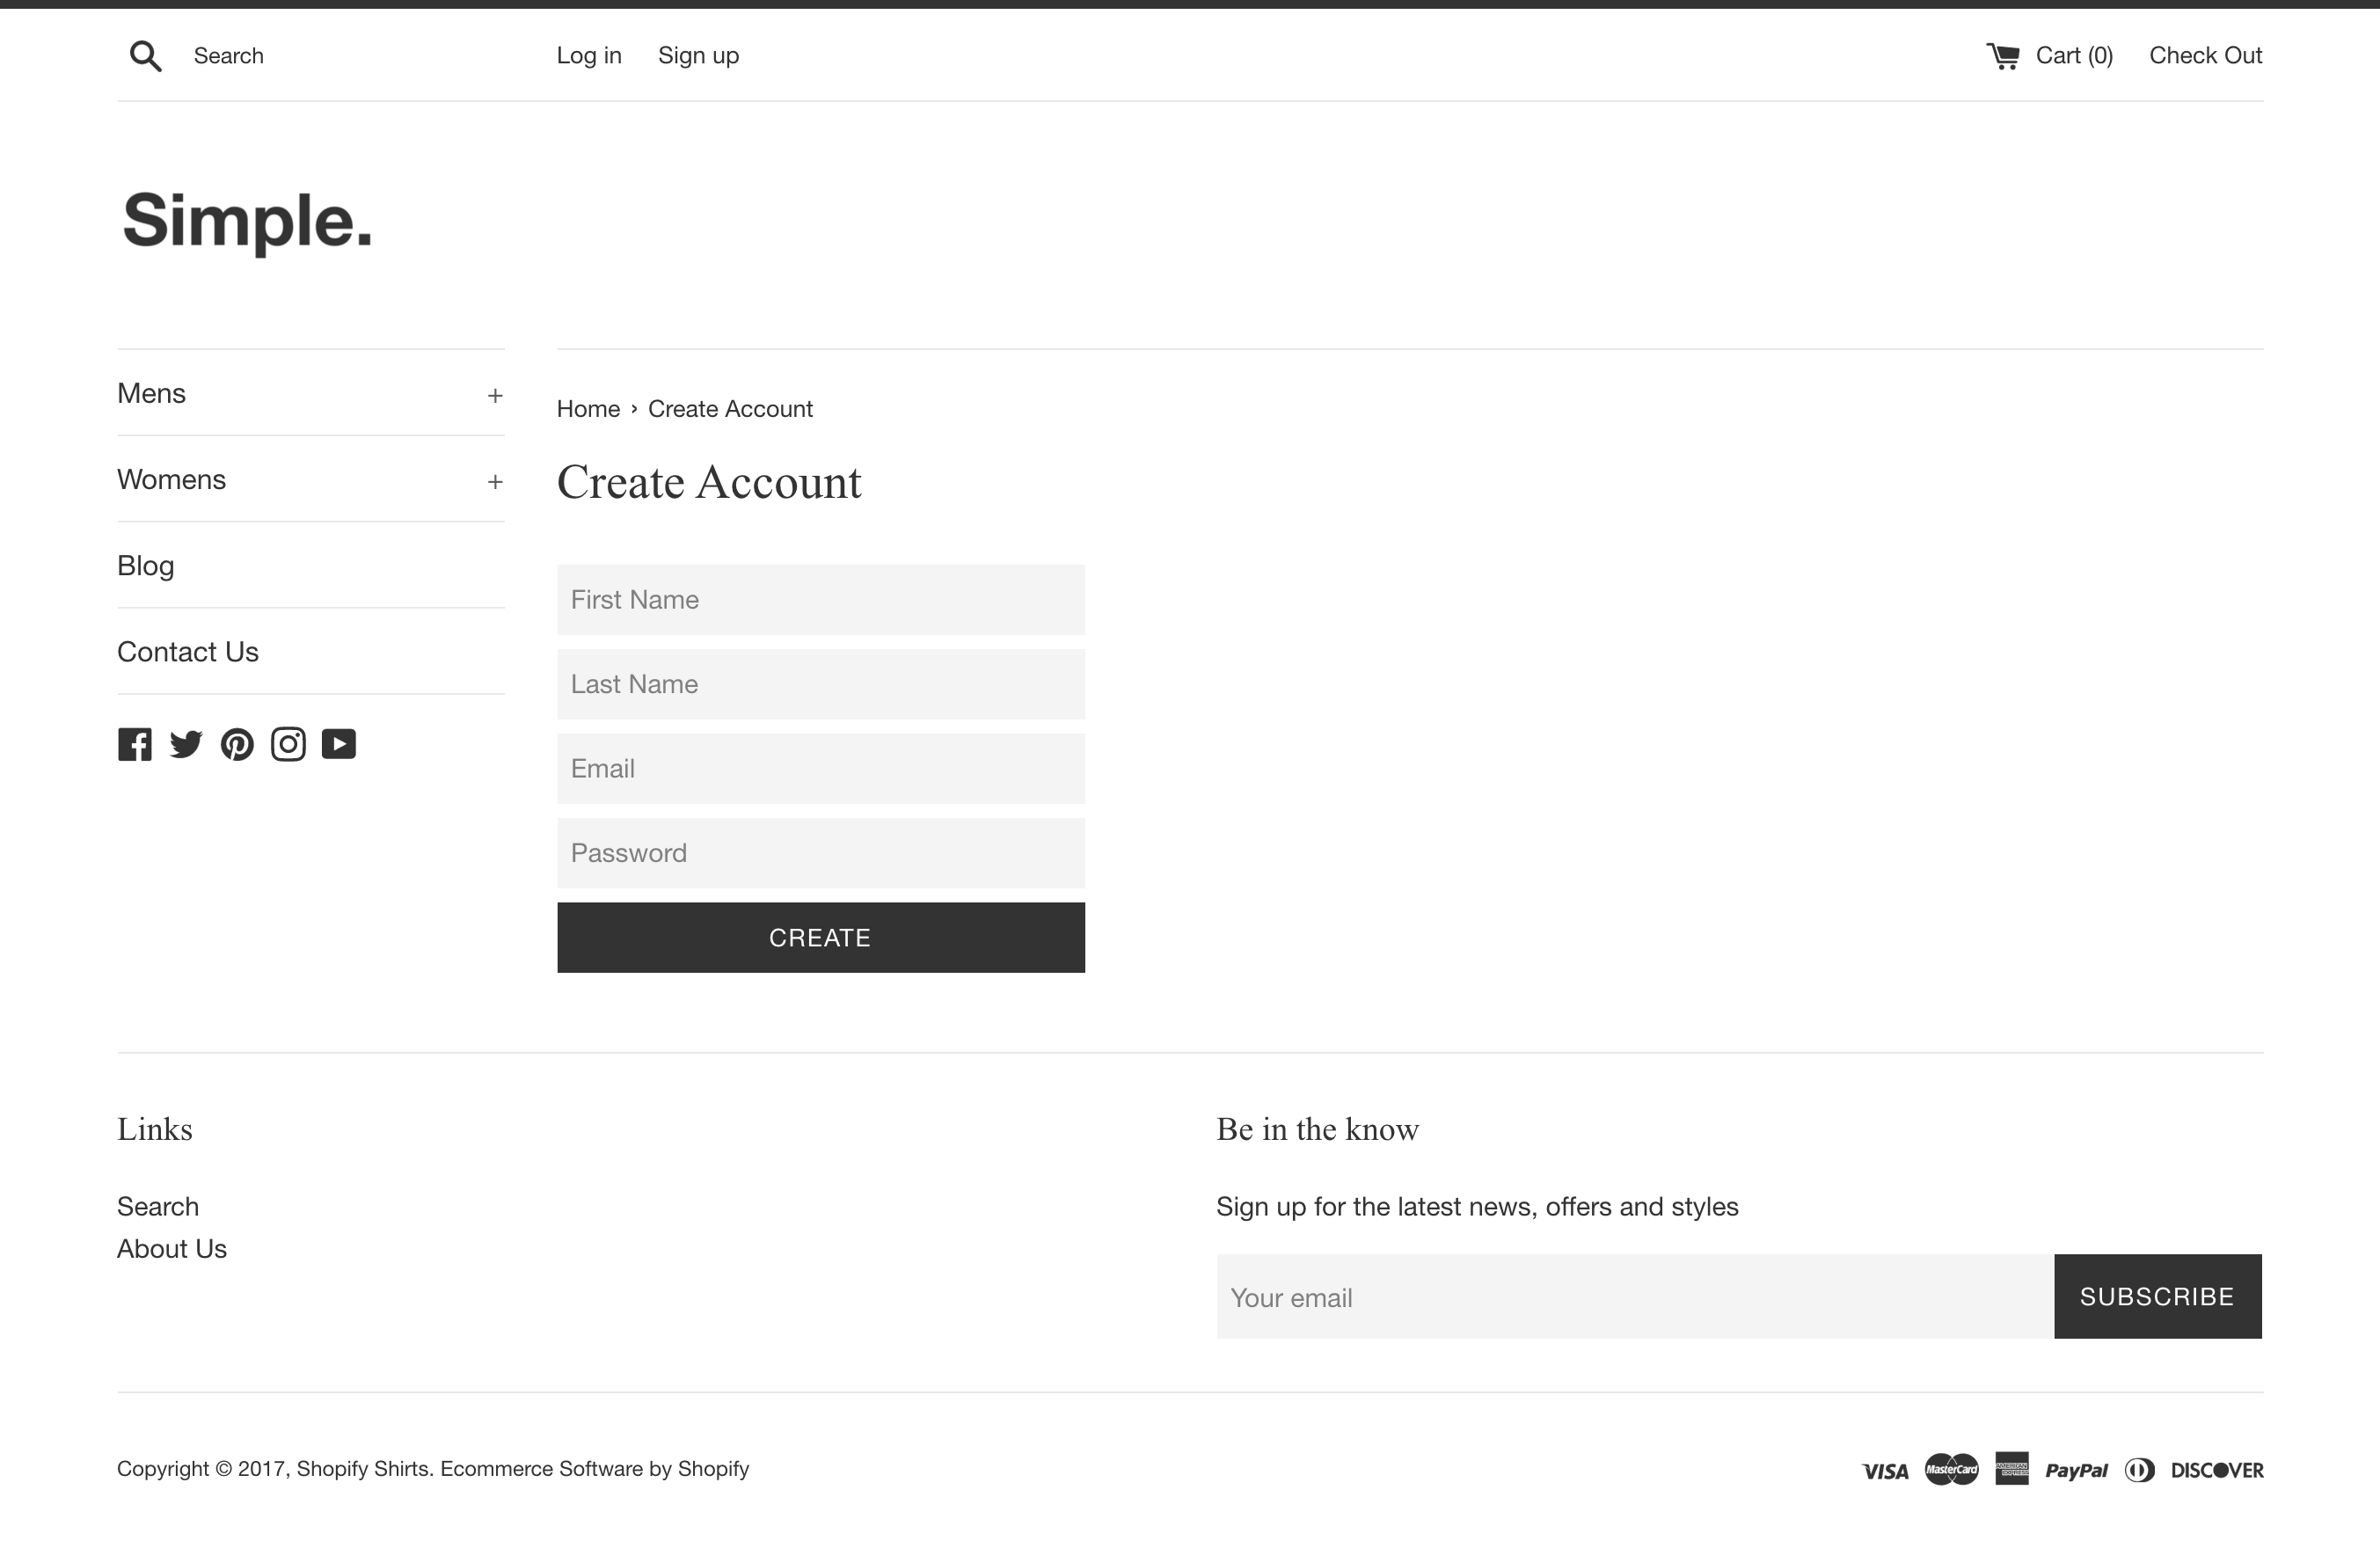 Search
Log in
Sign up
Cart (0)
Check Out
Simple.
Mens +
Womens +
Blog
Contact Us
Home › Create Account
Create Account
First Name
Last Name
Email
Password
CREATE
Links
Search
About Us
Be in the know
Sign up for the latest news, offers and styles
Your email
SUBSCRIBE
Copyright © 2017, Shopify Shirts. Ecommerce Software by Shopify
VISA MasterCard AMERICAN EXPRESS PayPal DISCOVER